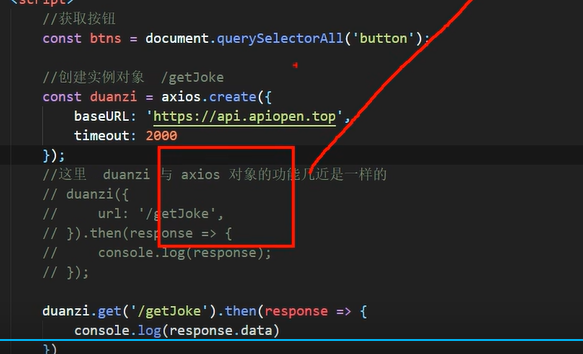 <script>
//获取按钮
const btns = document.querySelectorAll('button');
//创建实例对象 /getJoke
const duanzi = axios.create({
baseURL: 'https://api.apiopen.top',
timeout: 2000
});
//这里 duanzi 与 axios 对象的功能几近是一样的
// duanzi({
// url: '/getJoke',
// }).then(response => {
// console.log(response);
// });
duanzi.get('/getJoke').then(response => {
console.log(response.data)
})